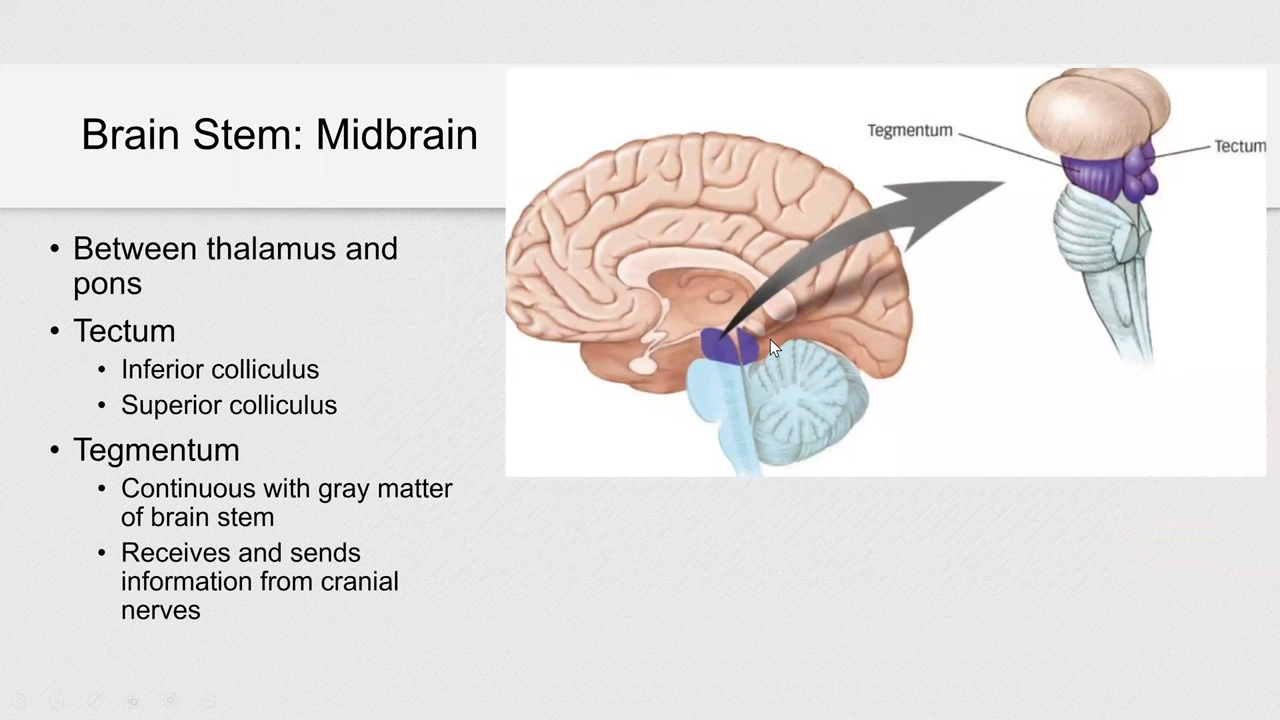 Brain Stem: Midbrain
• Between thalamus and
pons
• Tectum
• Inferior colliculus
• Superior colliculus
• Tegmentum
• Continuous with gray matter
of brain stem
• Receives and sends
information from cranial
nerves
Tegmentum
Tectum